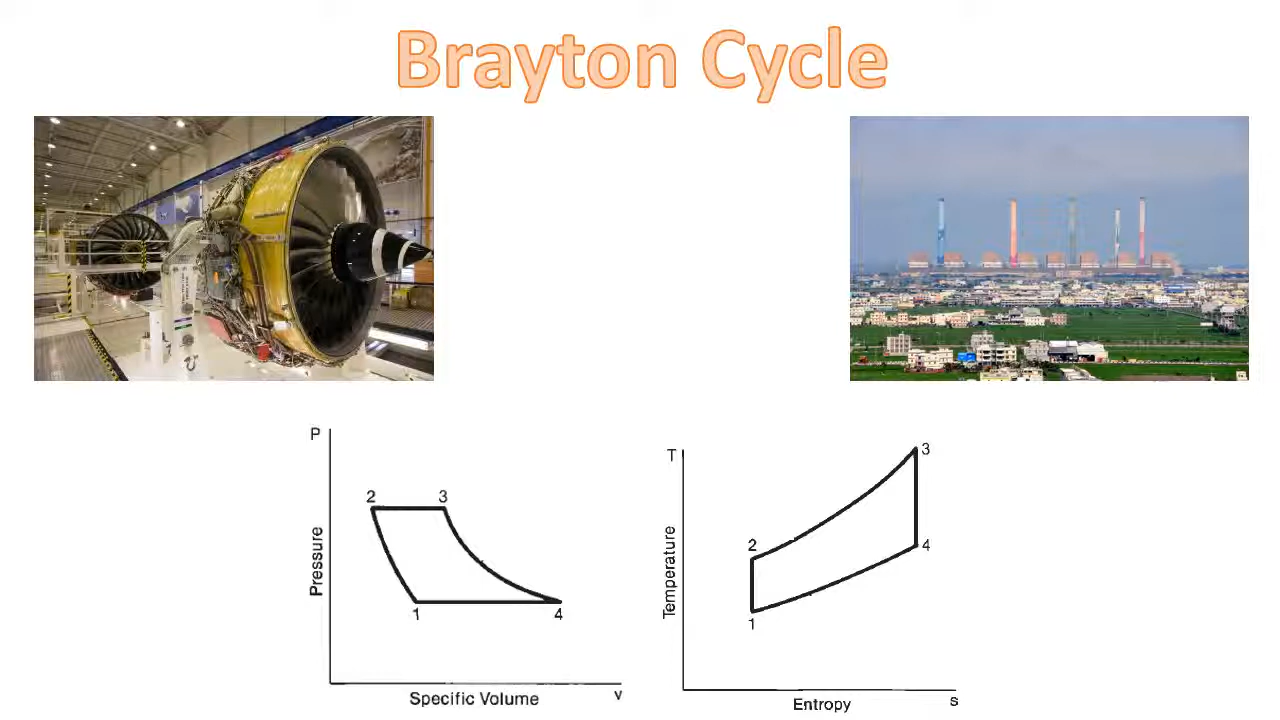 Brayton Cycle
P
2
3
Pressure
1
4
Specific Volume
v
T
3
2
4
Temperature
1
Entropy
s